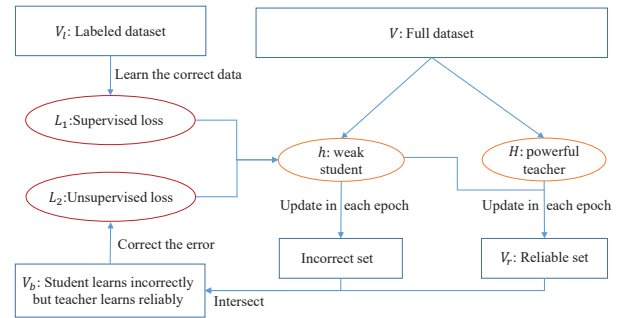 V_l: Labeled dataset
V: Full dataset
Learn the correct data
L_1:Supervised loss
h: weak
student
H: powerful
teacher
L_2:Unsupervised loss
Update in each epoch
Update in each epoch
Correct the error
Incorrect set
V_r: Reliable set
V_b: Student learns incorrectly
but teacher learns reliably
Intersect